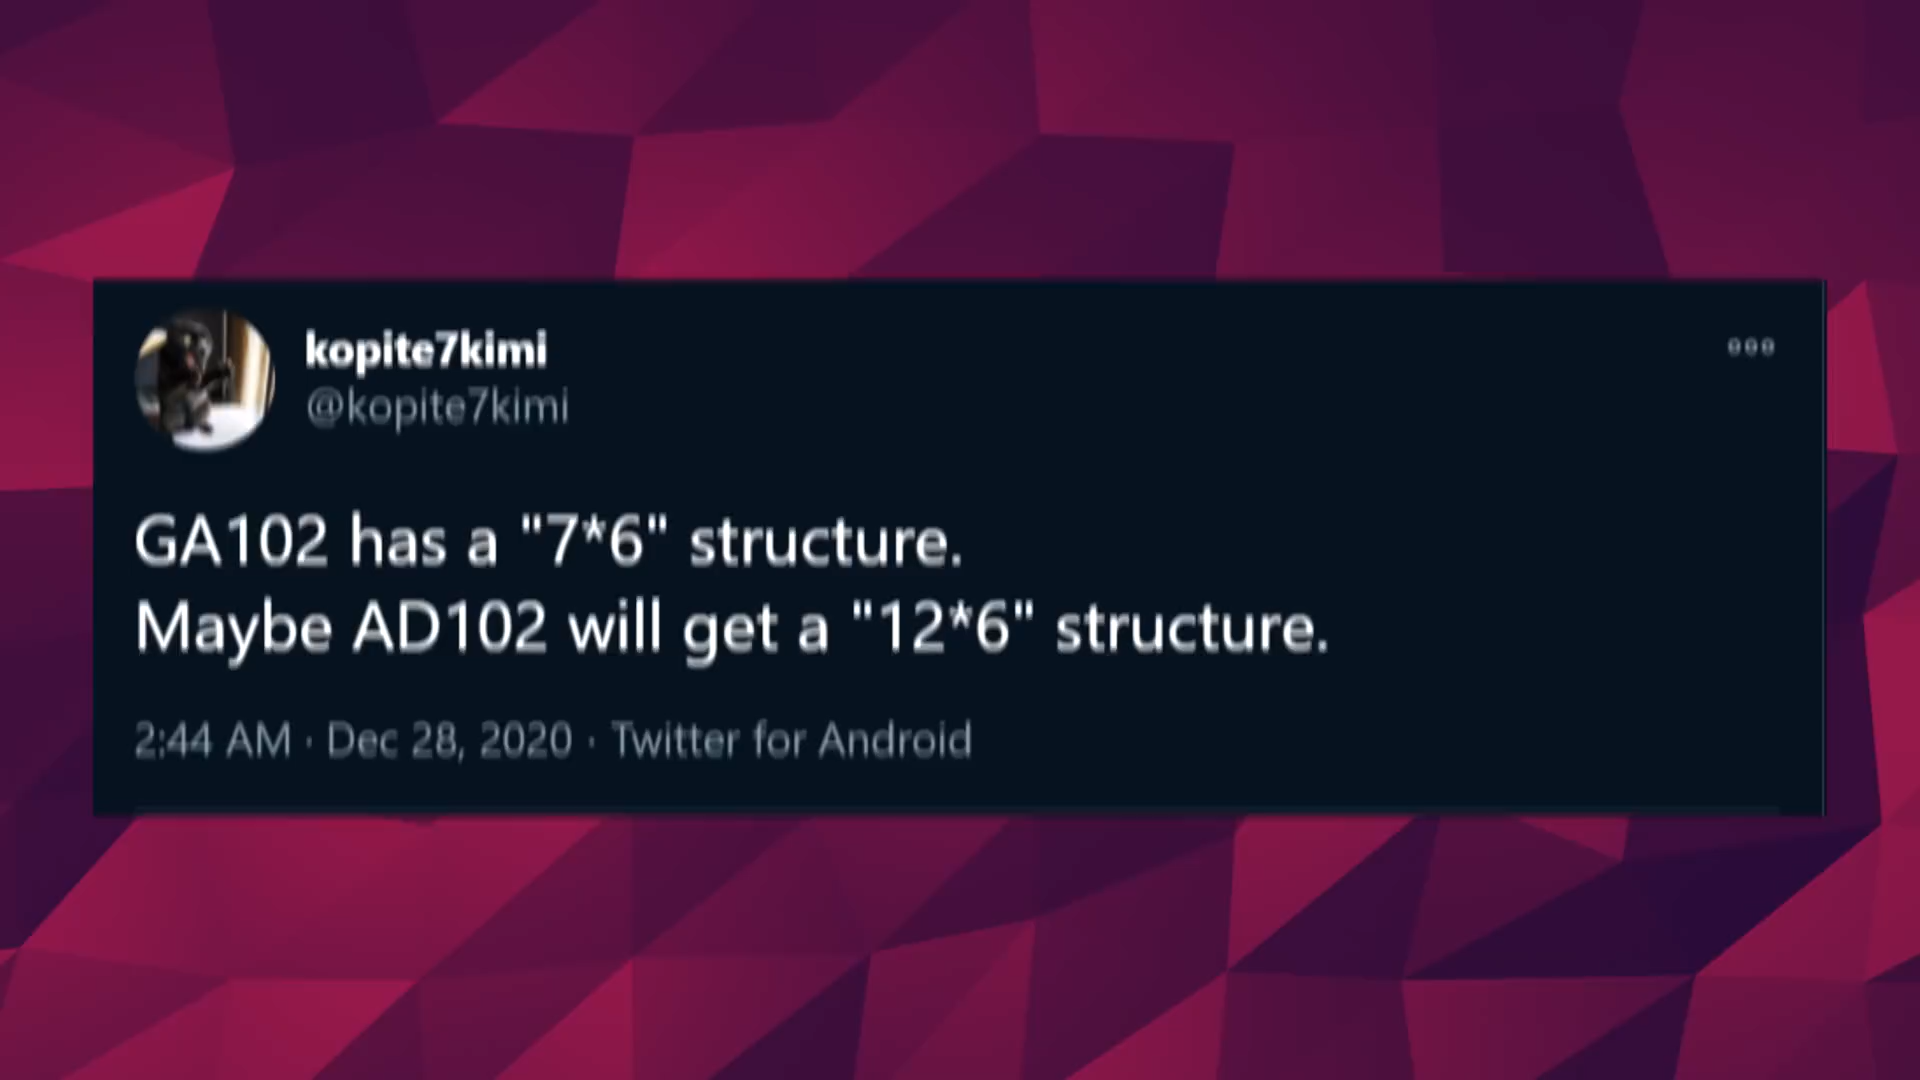 kopite7kimi
@kopite7kimi
GA102 has a "7*6" structure.
Maybe AD102 will get a "12*6" structure.
2:44 AM · Dec 28, 2020 · Twitter for Android